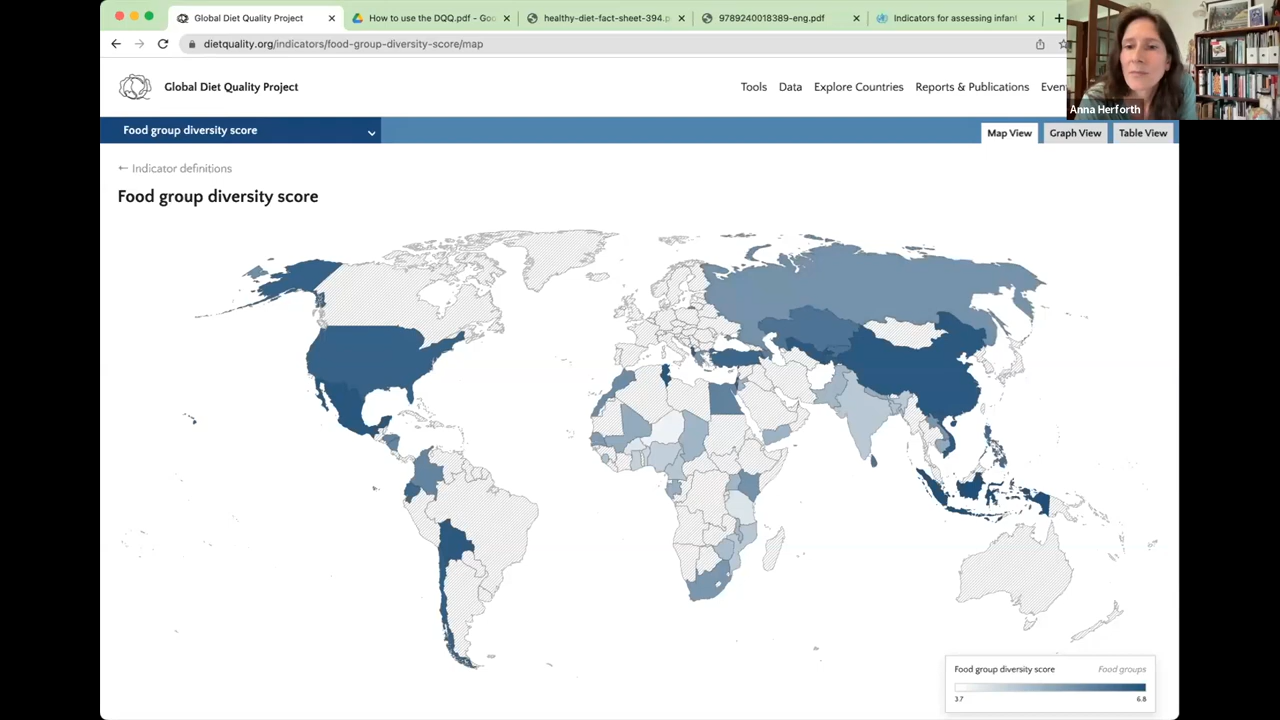 Global Diet Quality Project
How to use the DQQ.pdf - Goo
healthy-diet-fact-sheet-394.p
9789240018389-eng.pdf
Indicators for assessing infant
dietquality.org/indicators/food-group-diversity-score/map
Anna Herforth
Global Diet Quality Project
Tools Data Explore Countries Reports & Publications Even
Food group diversity score
Map View Graph View Table View
← Indicator definitions
Food group diversity score
Food group diversity score Food groups
3.7 6.8